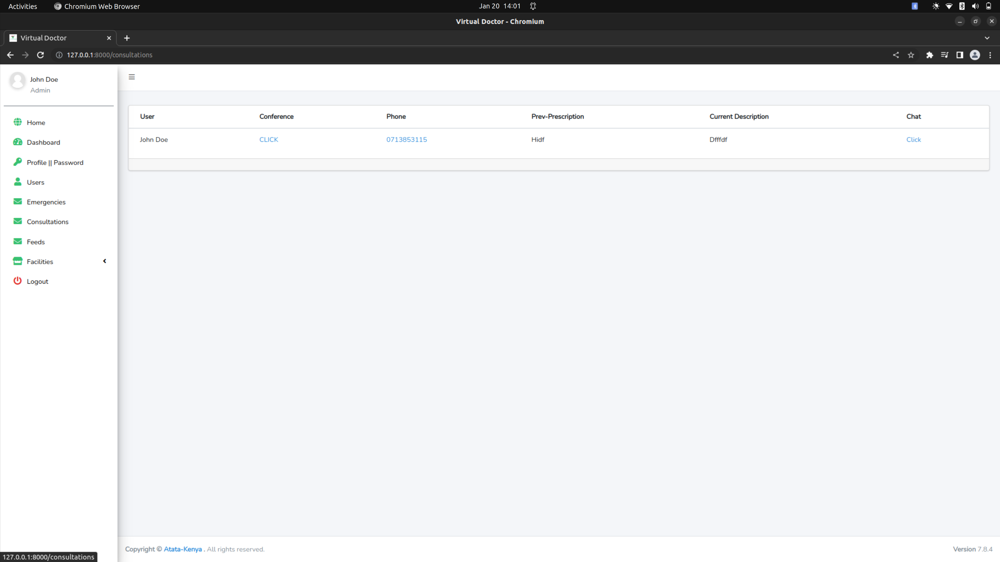 Activities Chromium Web Browser Jan 20 14:01
Virtual Doctor - Chromium
Virtual Doctor
127.0.0.1:8000/consultations
John Doe
Admin
Home
Dashboard
Profile || Password
Users
Emergencies
Consultations
Feeds
Facilities
Logout
User Conference Phone Prev-Prescription Current Description Chat
John Doe CLICK 0713853115 Hidf Dfffdf Click
Copyright © Atata-Kenya . All rights reserved. Version 7.8.4
127.0.0.1:8000/consultations